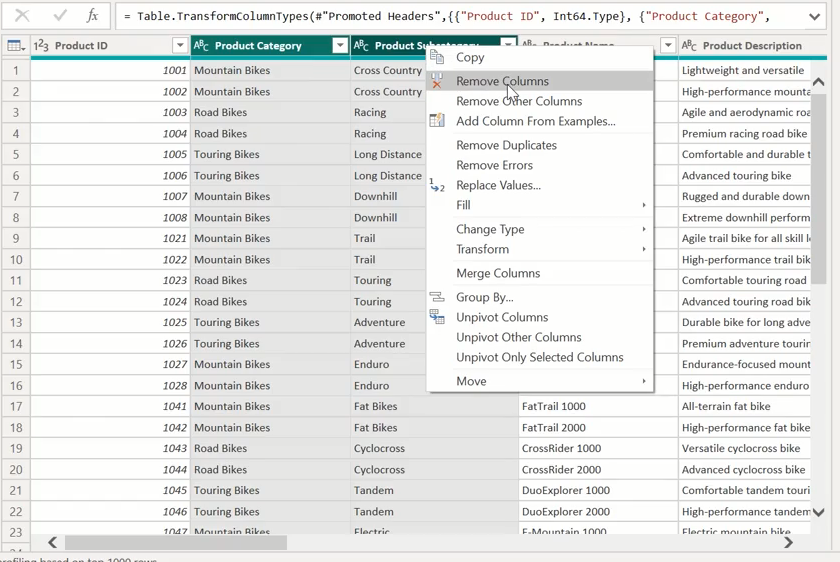 fx = Table.TransformColumnTypes(#"Promoted Headers",{{"Product ID", Int64.Type}, {"Product Category",
1²3 Product ID ABC Product Category ABC Product Subcategory ABC Product Name ABC Product Description
1 1001 Mountain Bikes Cross Country Lightweight and versatile
2 1002 Mountain Bikes Cross Country High-performance
3 1003 Road Bikes Racing Agile and aerodynamic
4 1004 Road Bikes Racing Premium racing road bike
5 1005 Touring Bikes Long Distance Comfortable and durable t
6 1006 Touring Bikes Long Distance Advanced touring bike
7 1007 Mountain Bikes Downhill Rugged and durable down
8 1008 Mountain Bikes Downhill Extreme downhill perform
9 1021 Mountain Bikes Trail Agile trail bike for all skill
10 1022 Mountain Bikes Trail High-performance trail bik
11 1023 Road Bikes Touring Comfortable touring road
12 1024 Road Bikes Touring Advanced touring road bik
13 1025 Touring Bikes Adventure Durable bike for long adve
14 1026 Touring Bikes Adventure Premium adventure
15 1027 Mountain Bikes Enduro Endurance-focused mount
16 1028 Mountain Bikes Enduro High-performance enduro
17 1041 Mountain Bikes Fat Bikes FatTrail 1000 All-terrain fat bike
18 1042 Mountain Bikes Fat Bikes FatTrail 2000 High-performance fat bike
19 1043 Road Bikes Cyclocross CrossRider 1000 Versatile cyclocross bike
20 1044 Road Bikes Cyclocross CrossRider 2000 Advanced cyclocross bike
21 1045 Touring Bikes Tandem DuoExplorer 1000 Comfortable tandem touri
22 1046 Touring Bikes Tandem DuoExplorer 2000 High-performance tandem
23 1047 Mountain Bikes Electric E-Mountain 1000 Electric mountain bike
Copy
Remove Columns
Remove Other Columns
Add Column From Examples...
Remove Duplicates
Remove Errors
Replace Values...
Fill
Change Type
Transform
Merge Columns
Group By...
Unpivot Columns
Unpivot Other Columns
Unpivot Only Selected Columns
Move
profiling based on top 1000 rows